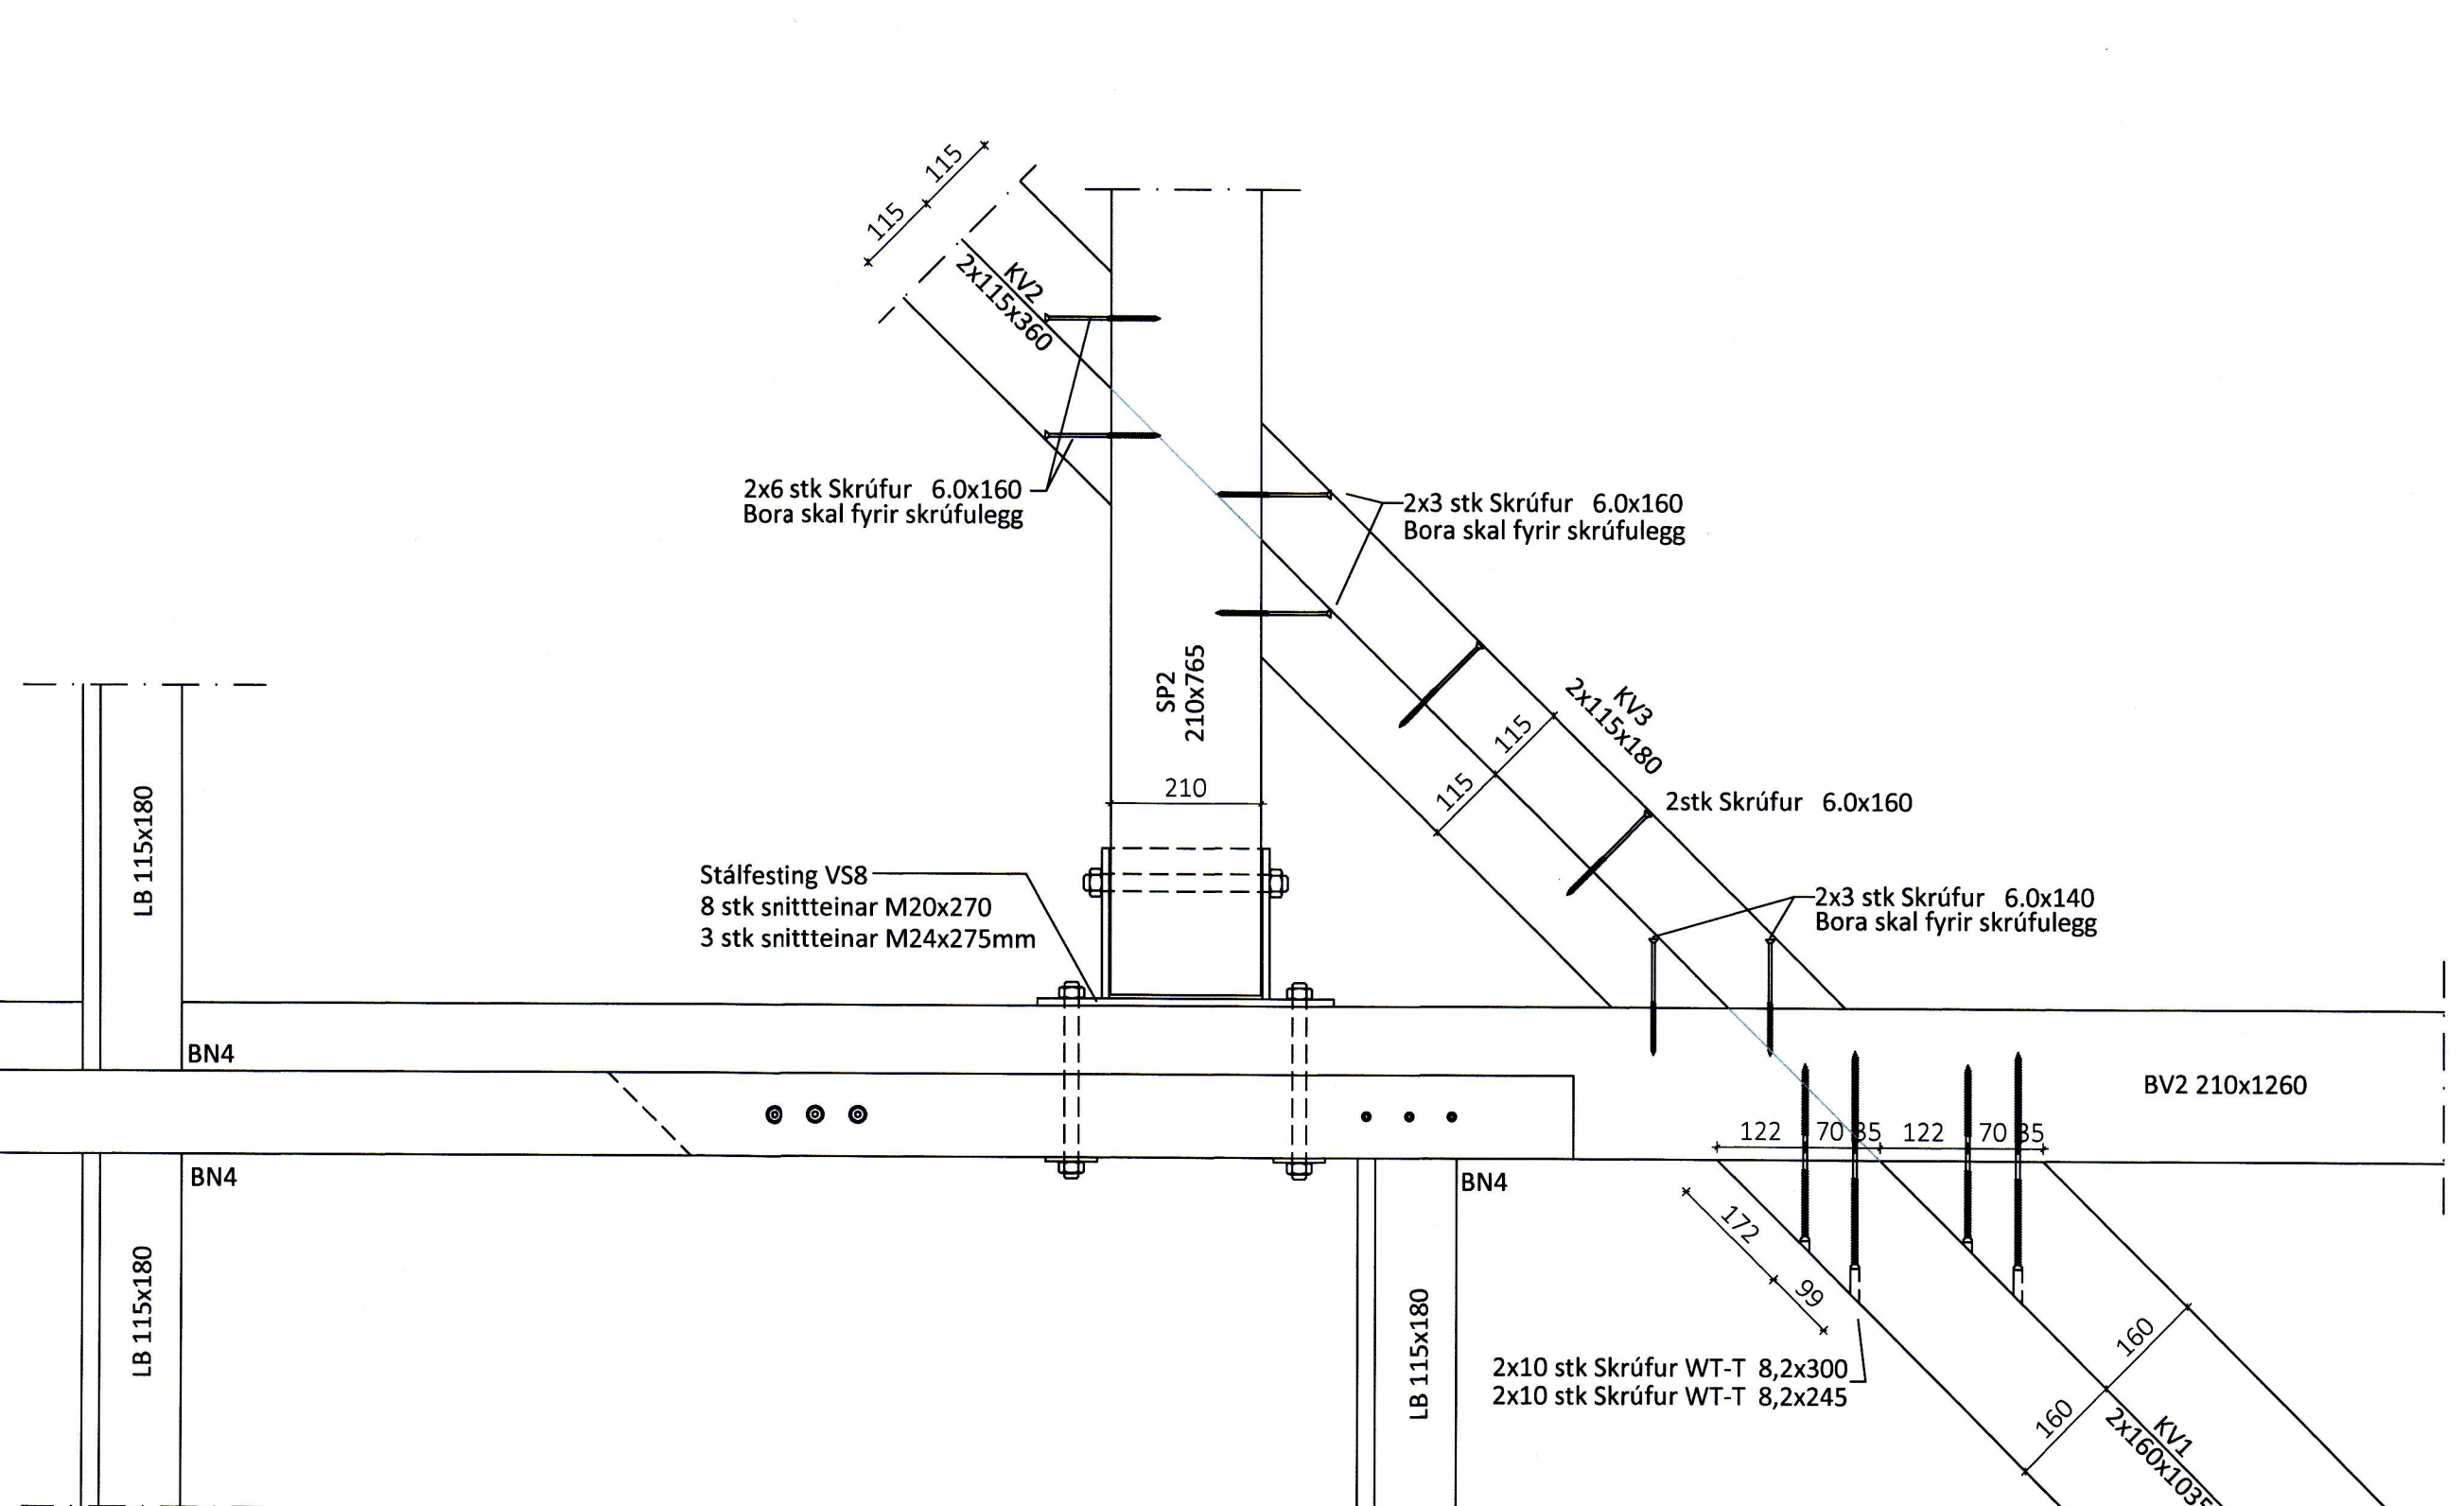 115
115
KV2
2x115x360
2x6 stk Skrúfur 6.0x160
Bora skal fyrir skrúfulegg
2x3 stk Skrúfur 6.0x160
Bora skal fyrir skrúfulegg
SP2
210x765
210
KV3
2x115x180
115
115
2stk Skrúfur 6.0x160
LB 115x180
Stálfesting VS8
8 stk snittteinar M20x270
3 stk snittteinar M24x275mm
2x3 stk Skrúfur 6.0x140
Bora skal fyrir skrúfulegg
BN4
BV2 210x1260
122 70 35 122 70 35
BN4
BN4
172
99
LB 115x180
LB 115x180
2x10 stk Skrúfur WT-T 8,2x300
2x10 stk Skrúfur WT-T 8,2x245
160
160
KV1